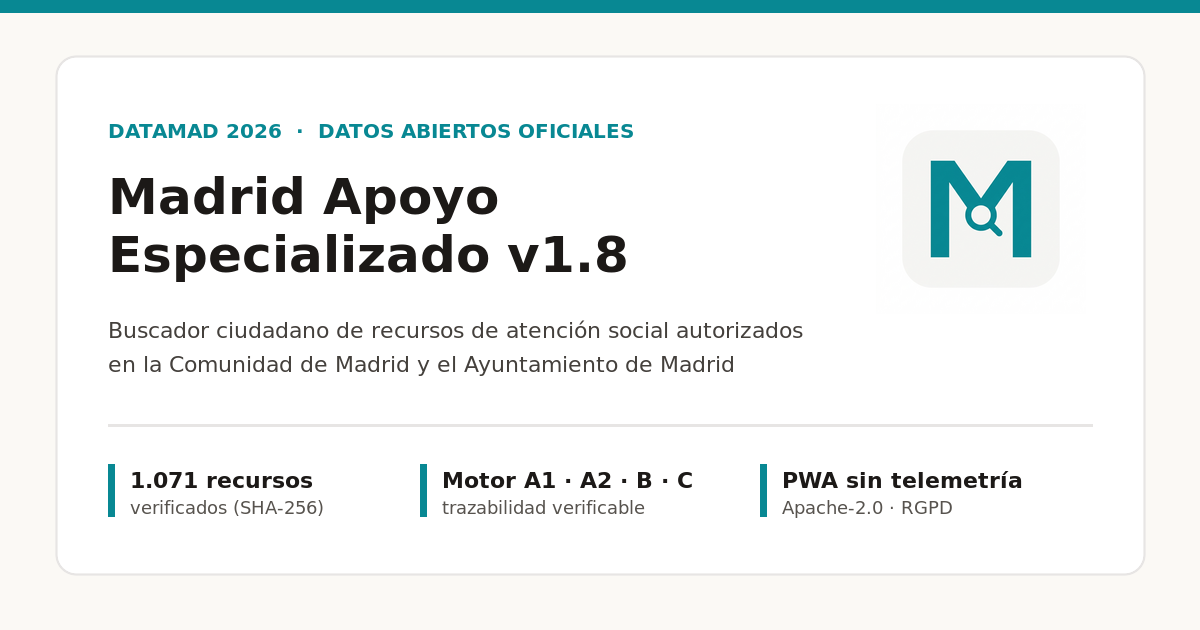 DATAMAD 2026 · DATOS ABIERTOS OFICIALES
Madrid Apoyo
Especializado v1.8
M
Buscador ciudadano de recursos de atención social autorizados
en la Comunidad de Madrid y el Ayuntamiento de Madrid
1.071 recursos
verificados (SHA-256)
Motor A1 · A2 · B · C
trazabilidad verificable
PWA sin telemetría
Apache-2.0 · RGPD